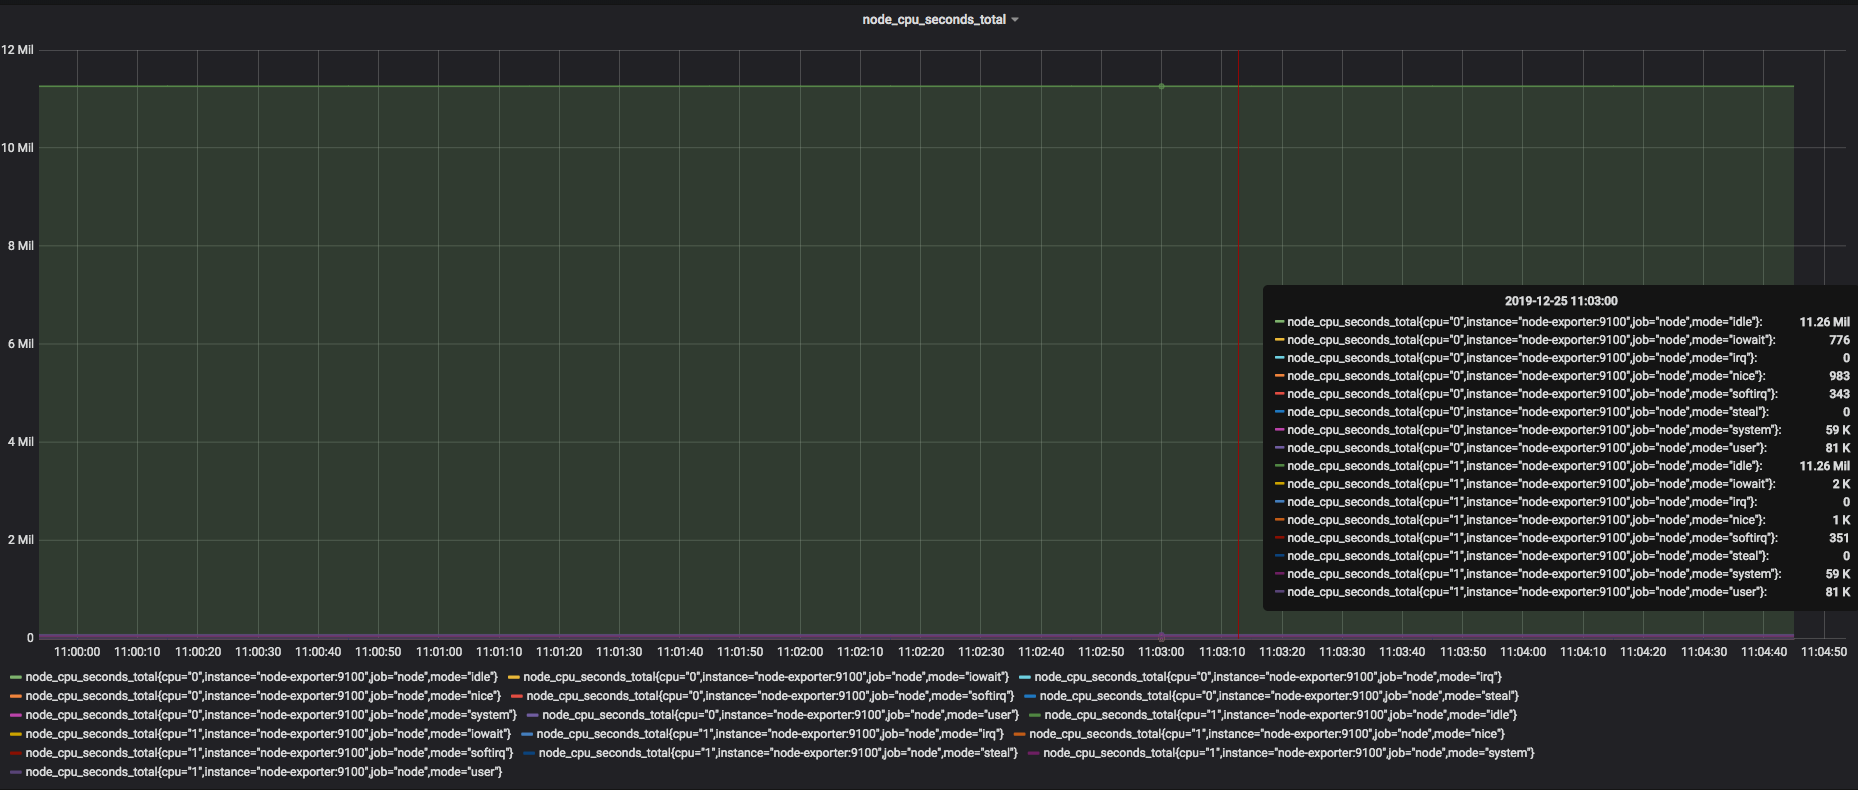 node_cpu_seconds_total
12 Mil
10 Mil
8 Mil
6 Mil
4 Mil
2 Mil
0
2019-12-25 11:03:00
node_cpu_seconds_total{cpu="0",instance="node-exporter:9100",job="node",mode="idle"}: 11.26 Mil
node_cpu_seconds_total{cpu="0",instance="node-exporter:9100",job="node",mode="iowait"}: 776
node_cpu_seconds_total{cpu="0",instance="node-exporter:9100",job="node",mode="irq"}: 0
node_cpu_seconds_total{cpu="0",instance="node-exporter:9100",job="node",mode="nice"}: 983
node_cpu_seconds_total{cpu="0",instance="node-exporter:9100",job="node",mode="softirq"}: 343
node_cpu_seconds_total{cpu="0",instance="node-exporter:9100",job="node",mode="steal"}: 0
node_cpu_seconds_total{cpu="0",instance="node-exporter:9100",job="node",mode="system"}: 59 K
node_cpu_seconds_total{cpu="0",instance="node-exporter:9100",job="node",mode="user"}: 81 K
node_cpu_seconds_total{cpu="1",instance="node-exporter:9100",job="node",mode="idle"}: 11.26 Mil
node_cpu_seconds_total{cpu="1",instance="node-exporter:9100",job="node",mode="iowait"}: 2 K
node_cpu_seconds_total{cpu="1",instance="node-exporter:9100",job="node",mode="irq"}: 0
node_cpu_seconds_total{cpu="1",instance="node-exporter:9100",job="node",mode="nice"}: 1 K
node_cpu_seconds_total{cpu="1",instance="node-exporter:9100",job="node",mode="softirq"}: 351
node_cpu_seconds_total{cpu="1",instance="node-exporter:9100",job="node",mode="steal"}: 0
node_cpu_seconds_total{cpu="1",instance="node-exporter:9100",job="node",mode="system"}: 59 K
node_cpu_seconds_total{cpu="1",instance="node-exporter:9100",job="node",mode="user"}: 81 K
11:00:00 11:00:10 11:00:20 11:00:30 11:00:40 11:00:50 11:01:00 11:01:10 11:01:20 11:01:30 11:01:40 11:01:50 11:02:00 11:02:10 11:02:20 11:02:30 11:02:40 11:02:50 11:03:00 11:03:10 11:03:20 11:03:30 11:03:40 11:03:50 11:04:00 11:04:10 11:04:20 11:04:30 11:04:40 11:04:50
node_cpu_seconds_total{cpu="0",instance="node-exporter:9100",job="node",mode="idle"} node_cpu_seconds_total{cpu="0",instance="node-exporter:9100",job="node",mode="iowait"} node_cpu_seconds_total{cpu="0",instance="node-exporter:9100",job="node",mode="irq"}
node_cpu_seconds_total{cpu="0",instance="node-exporter:9100",job="node",mode="nice"} node_cpu_seconds_total{cpu="0",instance="node-exporter:9100",job="node",mode="softirq"} node_cpu_seconds_total{cpu="0",instance="node-exporter:9100",job="node",mode="steal"}
node_cpu_seconds_total{cpu="0",instance="node-exporter:9100",job="node",mode="system"} node_cpu_seconds_total{cpu="0",instance="node-exporter:9100",job="node",mode="user"} node_cpu_seconds_total{cpu="1",instance="node-exporter:9100",job="node",mode="idle"}
node_cpu_seconds_total{cpu="1",instance="node-exporter:9100",job="node",mode="iowait"} node_cpu_seconds_total{cpu="1",instance="node-exporter:9100",job="node",mode="irq"} node_cpu_seconds_total{cpu="1",instance="node-exporter:9100",job="node",mode="nice"}
node_cpu_seconds_total{cpu="1",instance="node-exporter:9100",job="node",mode="softirq"} node_cpu_seconds_total{cpu="1",instance="node-exporter:9100",job="node",mode="steal"} node_cpu_seconds_total{cpu="1",instance="node-exporter:9100",job="node",mode="system"}
node_cpu_seconds_total{cpu="1",instance="node-exporter:9100",job="node",mode="user"}